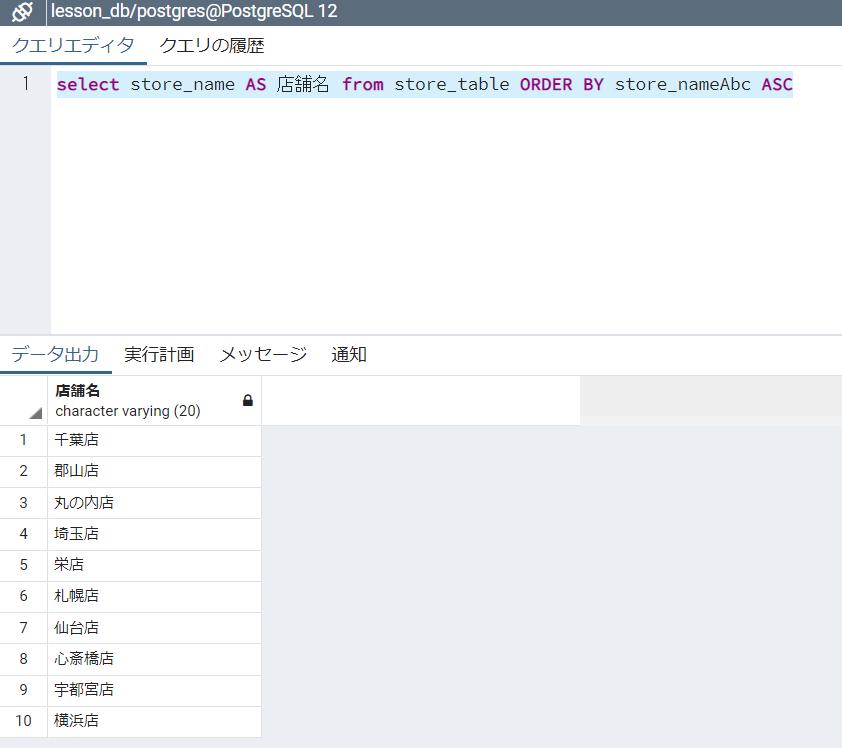 lesson_db/postgres@PostgreSQL 12
クエリエディタ クエリの履歴
1 select store_name AS 店舗名 from store_table ORDER BY store_nameAbc ASC
データ出力 実行計画 メッセージ 通知
店舗名
character varying (20)
1 千葉店
2 郡山店
3 丸の内店
4 埼玉店
5 栄店
6 札幌店
7 仙台店
8 心斎橋店
9 宇都宮店
10 横浜店